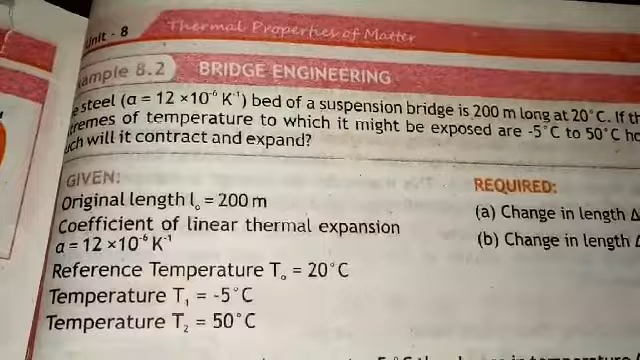 Unit - 8
Thermal Properties of Matter
ample 8.2
BRIDGE ENGINEERING
e steel (α = 12 ×10⁻⁶ K⁻¹) bed of a suspension bridge is 200 m long at 20°C. If th
tremes of temperature to which it might be exposed are -5°C to 50°C ho
ch will it contract and expand?
GIVEN:
Original length lₒ = 200 m
Coefficient of linear thermal expansion
α = 12 ×10⁻⁶ K⁻¹
Reference Temperature Tₒ = 20°C
Temperature T₁ = -5°C
Temperature T₂ = 50°C
REQUIRED:
(a) Change in length Δ
(b) Change in length Δ